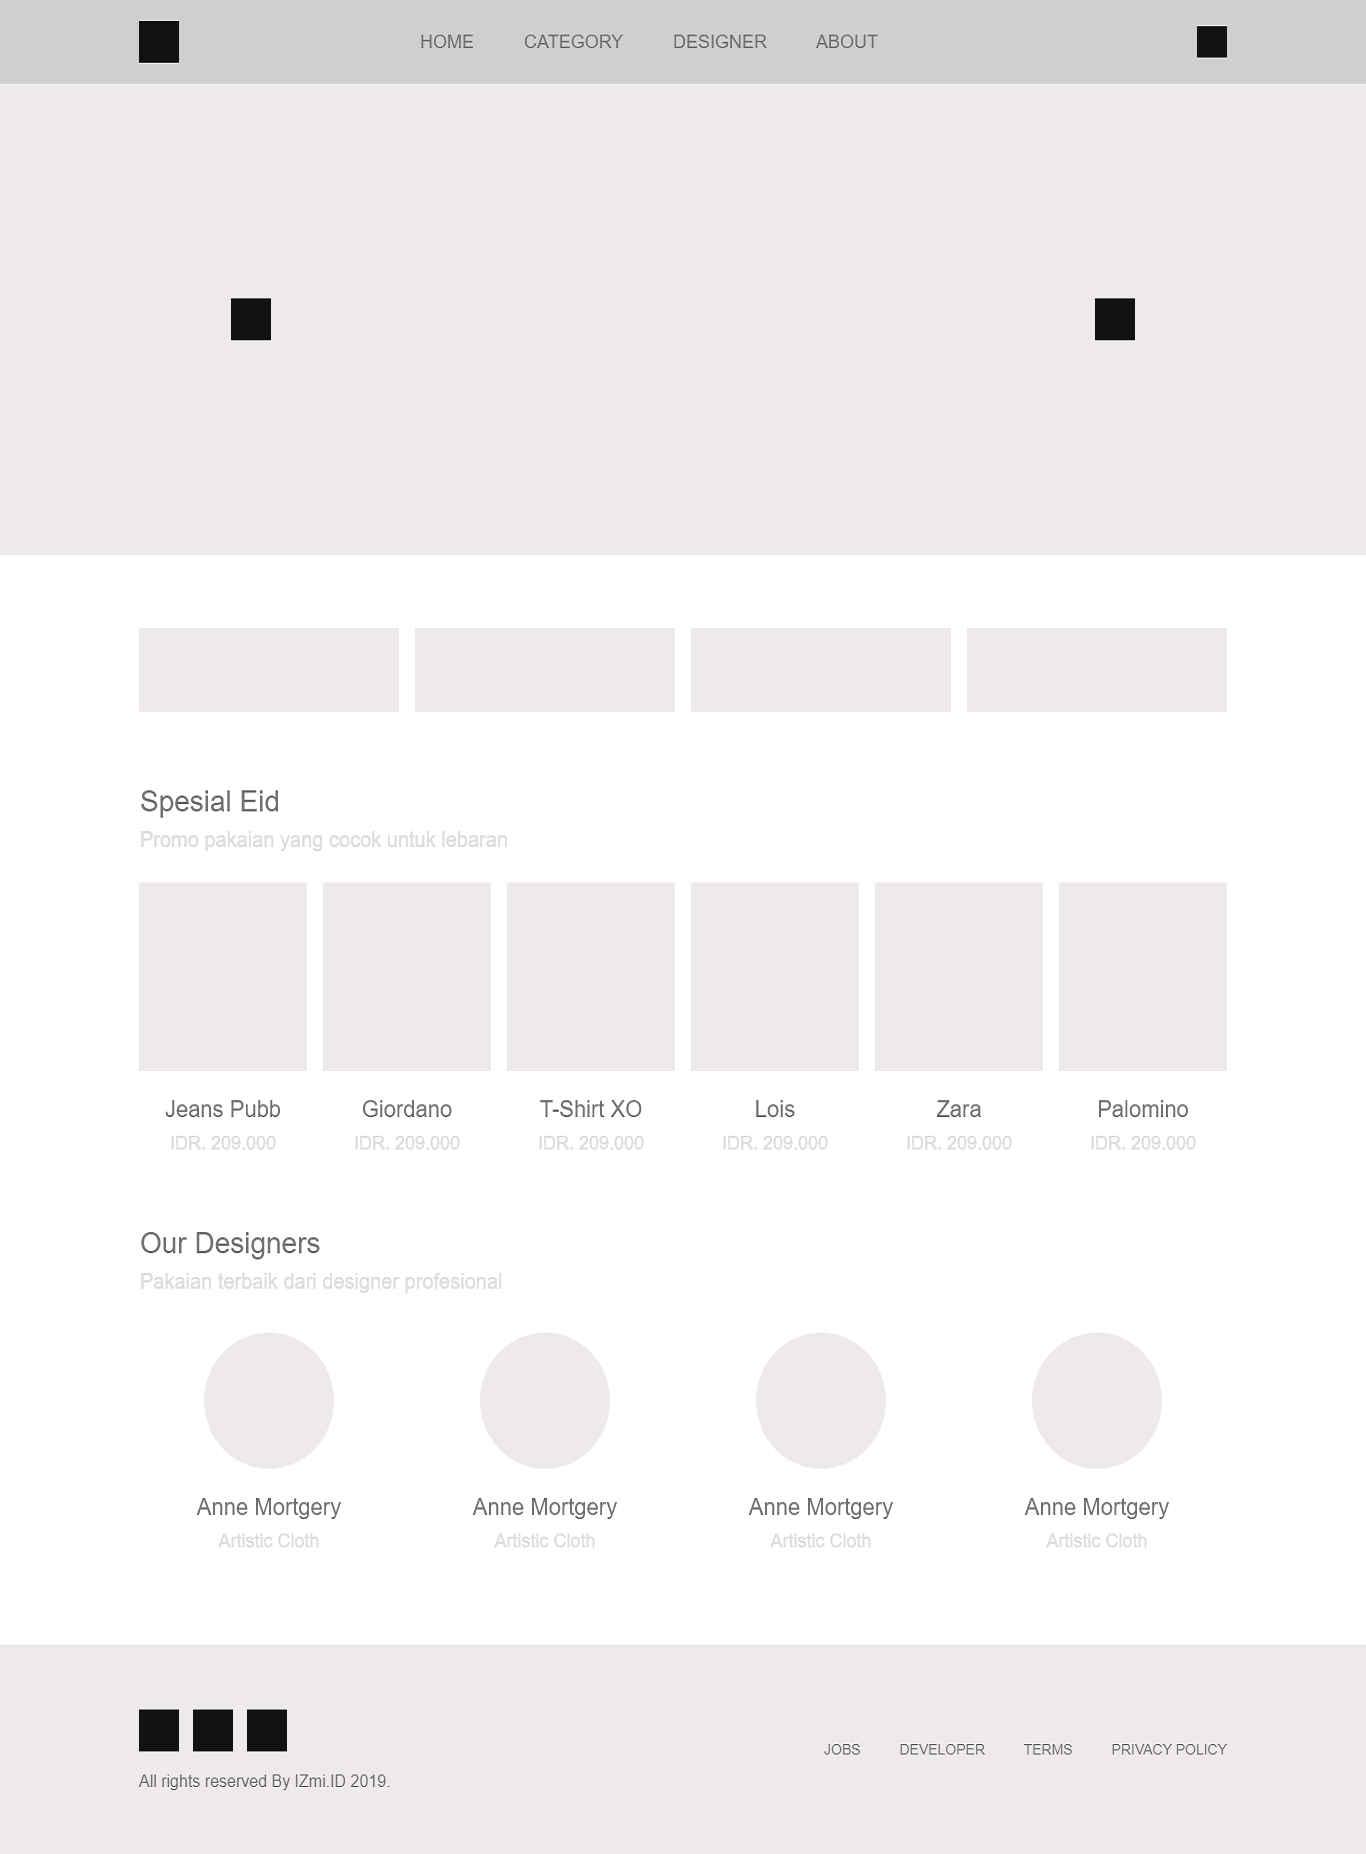 HOME CATEGORY DESIGNER ABOUT
Spesial Eid
Promo pakaian yang cocok untuk lebaran
Jeans Pubb Giordano T-Shirt XO Lois Zara Palomino
IDR. 209.000 IDR. 209.000 IDR. 209.000 IDR. 209.000 IDR. 209.000 IDR. 209.000
Our Designers
Pakaian terbaik dari designer profesional
Anne Mortgery Anne Mortgery Anne Mortgery Anne Mortgery
Artistic Cloth Artistic Cloth Artistic Cloth Artistic Cloth
JOBS DEVELOPER TERMS PRIVACY POLICY
All rights reserved By IZmi.ID 2019.